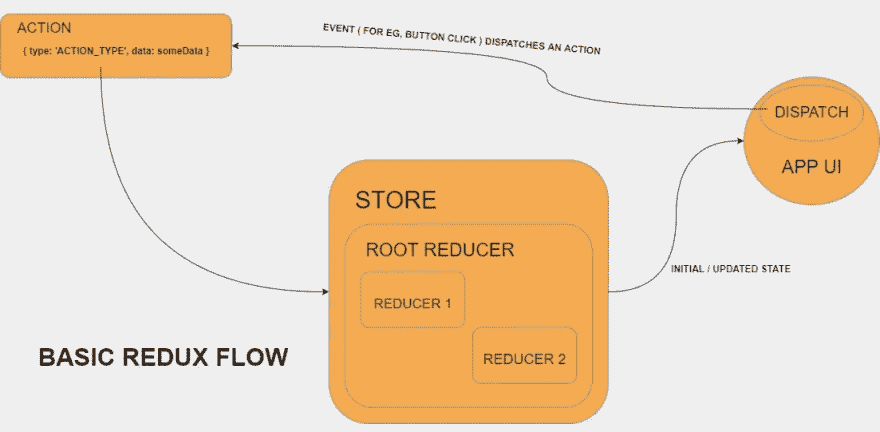 ACTION
{ type: 'ACTION_TYPE', data: someData }
EVENT ( FOR EG, BUTTON CLICK ) DISPATCHES AN ACTION
DISPATCH
APP UI
STORE
ROOT REDUCER
REDUCER 1
REDUCER 2
INITIAL / UPDATED STATE
BASIC REDUX FLOW